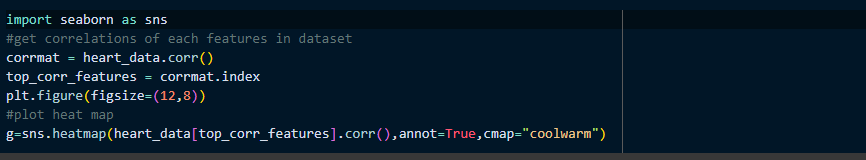 import seaborn as sns
#get correlations of each features in dataset
corrmat = heart_data.corr()
top_corr_features = corrmat.index
plt.figure(figsize=(12,8))
#plot heat map
g=sns.heatmap(heart_data[top_corr_features].corr(),annot=True,cmap="coolwarm")